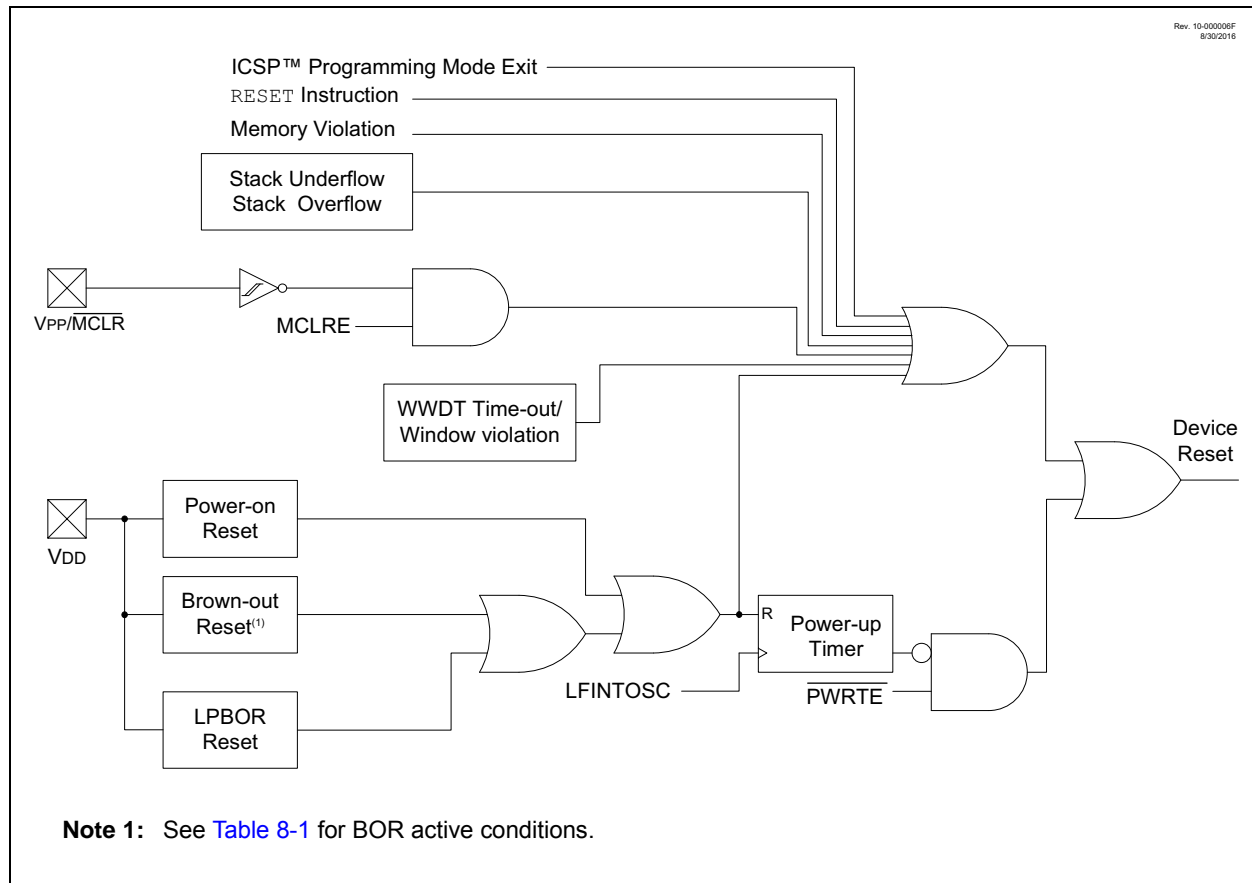 Rev. 10-000006F
8/30/2016
ICSP™ Programming Mode Exit
RESET Instruction
Memory Violation
Stack Underflow
Stack Overflow
VPP/MCLR
MCLRE
WWDT Time-out/
Window violation
Device
Reset
VDD
Power-on
Reset
Brown-out
Reset(1)
LPBOR
Reset
R
Power-up
Timer
LFINTOSC
PWRTE
Note 1: See Table 8-1 for BOR active conditions.